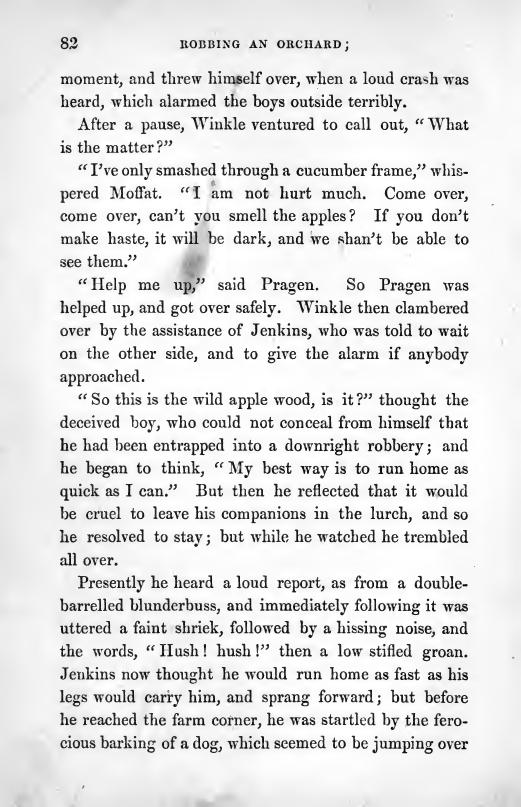 82 ROBBING AN ORCHARD;
moment, and threw himself over, when a loud crash was
heard, which alarmed the boys outside terribly.
After a pause, Winkle ventured to call out, “What
is the matter?”
“I’ve only smashed through a cucumber frame,” whis-
pered Moffat. “I am not hurt much. Come over,
come over, can’t you smell the apples? If you don’t
make haste, it will be dark, and we shan’t be able to
see them.”
“Help me up,” said Pragen. So Pragen was
helped up, and got over safely. Winkle then clambered
over by the assistance of Jenkins, who was told to wait
on the other side, and to give the alarm if anybody
approached.
“So this is the wild apple wood, is it?” thought the
deceived boy, who could not conceal from himself that
he had been entrapped into a downright robbery; and
he began to think, “My best way is to run home as
quick as I can.” But then he reflected that it would
be cruel to leave his companions in the lurch, and so
he resolved to stay; but while he watched he trembled
all over.
Presently he heard a loud report, as from a double-
barrelled blunderbuss, and immediately following it was
uttered a faint shriek, followed by a hissing noise, and
the words, “Hush! hush!” then a low stifled groan.
Jenkins now thought he would run home as fast as his
legs would carry him, and sprang forward; but before
he reached the farm corner, he was startled by the fero-
cious barking of a dog, which seemed to be jumping over